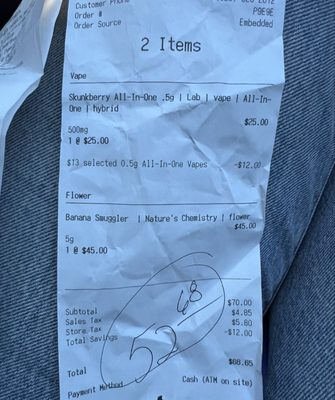 Customer Phone
Order #
P9E9E
Order Source
Embedded
2 Items
Vape
Skunkberry All-In-One .5g | Lab | vape | All-In-
One | hybrid
$25.00
500mg
1 @ $25.00
$13 selected 0.5g All-In-One Vapes -$12.00
Flower
Banana Smuggler | Nature's Chemistry | flower
$45.00
5g
1 @ $45.00
Subtotal $70.00
Sales Tax $4.85
Store Tax $5.80
Total Savings -$12.00
Total $68.65
Payment Method Cash (ATM on site)
68
52